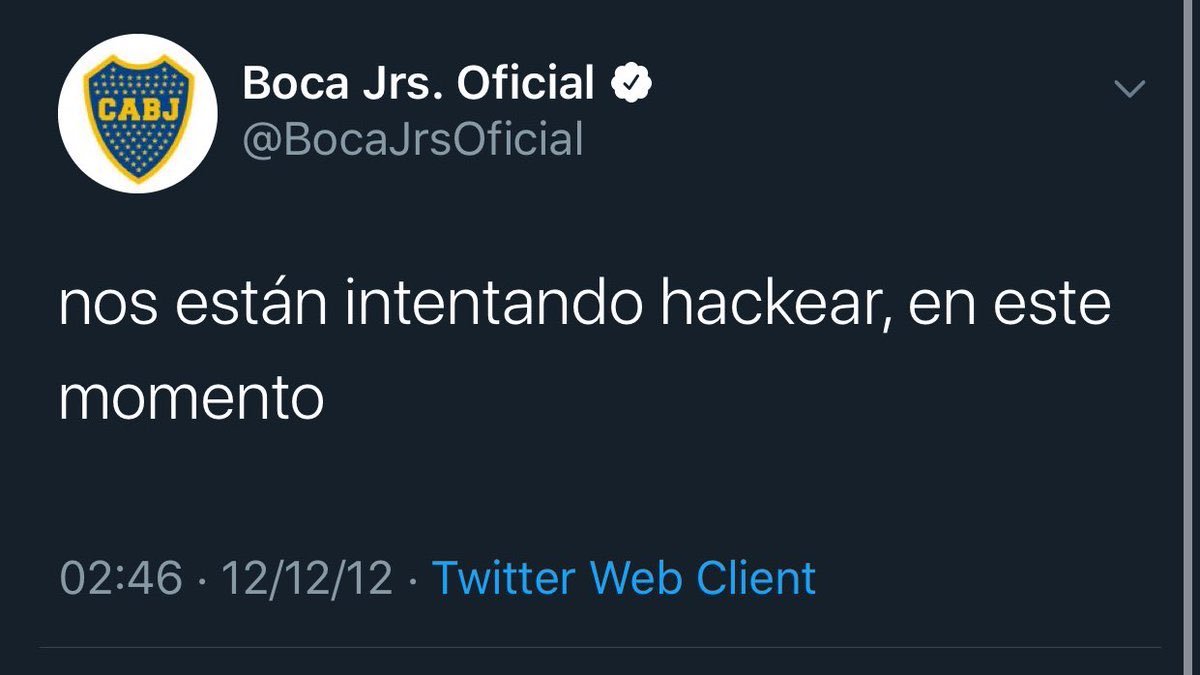 CABJ
Boca Jrs. Oficial
@BocaJrsOficial
nos están intentando hackear, en este
momento
02:46 · 12/12/12 · Twitter Web Client